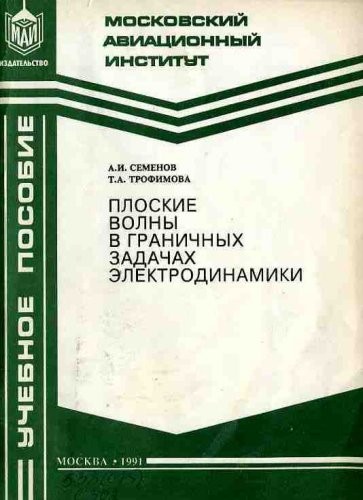 МАИ
ИЗДАТЕЛЬСТВО
МОСКОВСКИЙ
АВИАЦИОННЫЙ
ИНСТИТУТ
УЧЕБНОЕ ПОСОБИЕ
А.И. СЕМЕНОВ
Т.А. ТРОФИМОВА
ПЛОСКИЕ
ВОЛНЫ
В ГРАНИЧНЫХ
ЗАДАЧАХ
ЭЛЕКТРОДИНАМИКИ
МОСКВА • 1991